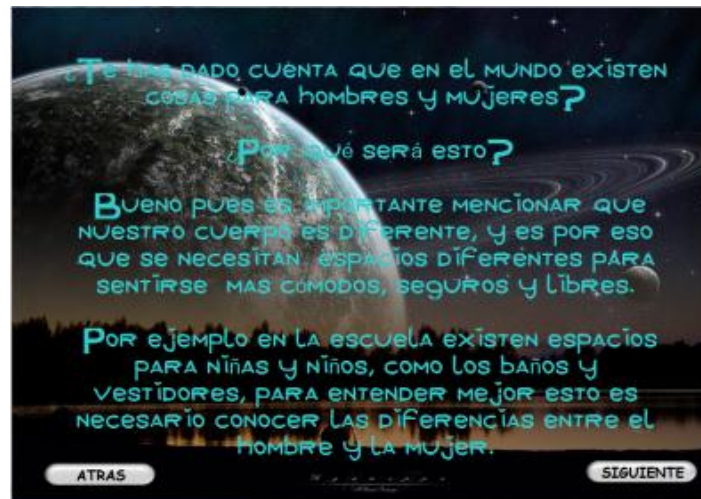 ¿Te has dado cuenta que en el mundo existen
cosas para hombres y mujeres?
¿Por qué será esto?
Bueno pues es importante mencionar que
nuestro cuerpo es diferente, y es por eso
que se necesitan espacios diferentes para
sentirse mas cómodos, seguros y libres.
Por ejemplo en la escuela existen espacios
para niñas y niños, como los baños y
vestidores, para entender mejor esto es
necesario conocer las diferencias entre el
hombre y la mujer.
ATRAS
SIGUIENTE